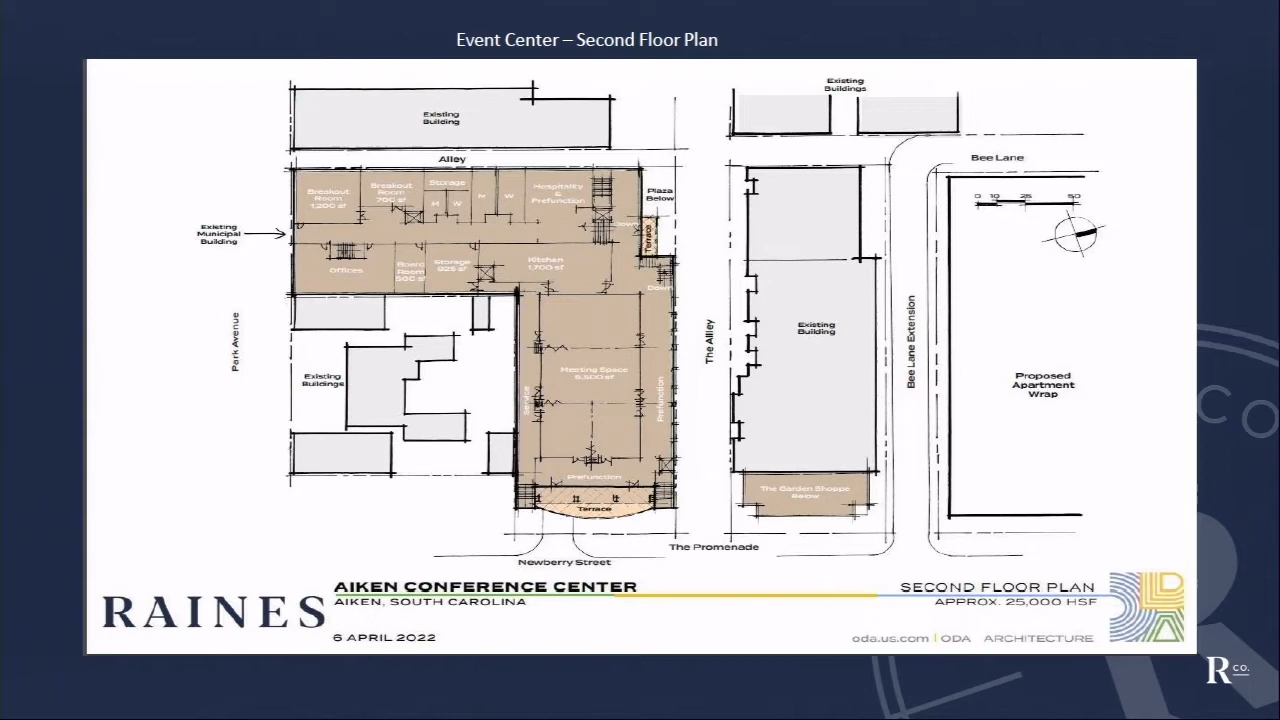 Event Center – Second Floor Plan
Existing
Building
Existing
Buildings
Alley
Bee Lane
Breakout
Room
1,200 sf
Breakout
Room
700 sf
Storage
M
W
M
W
Hospitality
&
Prefunction
Plaza
Below
0 10 25 50
Existing
Municipal
Building
Down
Terrace
Offices
Board
Room
500 sf
Storage
825 sf
Kitchen
1,700 sf
Down
Park Avenue
The Alley
Existing
Building
Bee Lane Extension
Existing
Buildings
Meeting Space
Service
Prefunction
Proposed
Apartment
Wrap
Prefunction
The Garden Shoppe
Below
Terrace
The Promenade
Newberry Street
RAINES
AIKEN CONFERENCE CENTER
AIKEN, SOUTH CAROLINA
6 APRIL 2022
SECOND FLOOR PLAN
APPROX. 25,000 HSF
oda.us.com | ODA ARCHITECTURE
R CO.
CO